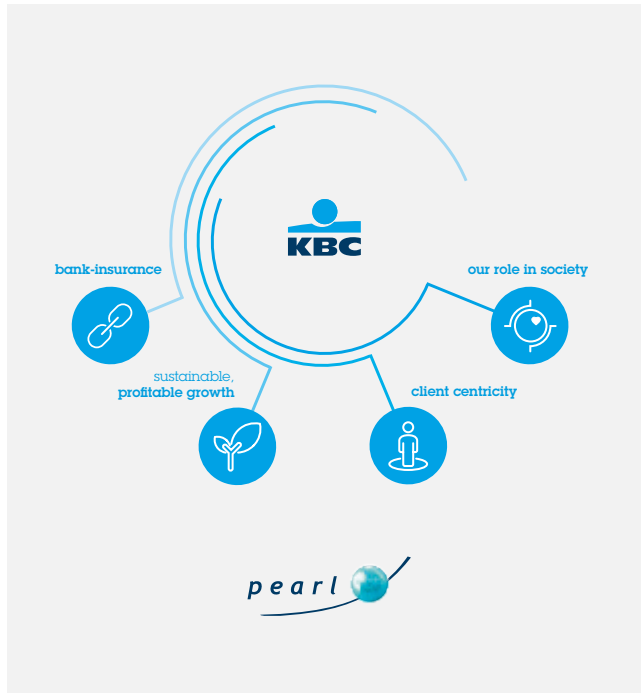 KBC
bank-insurance
our role in society
sustainable,
profitable growth
client centricity
pearl